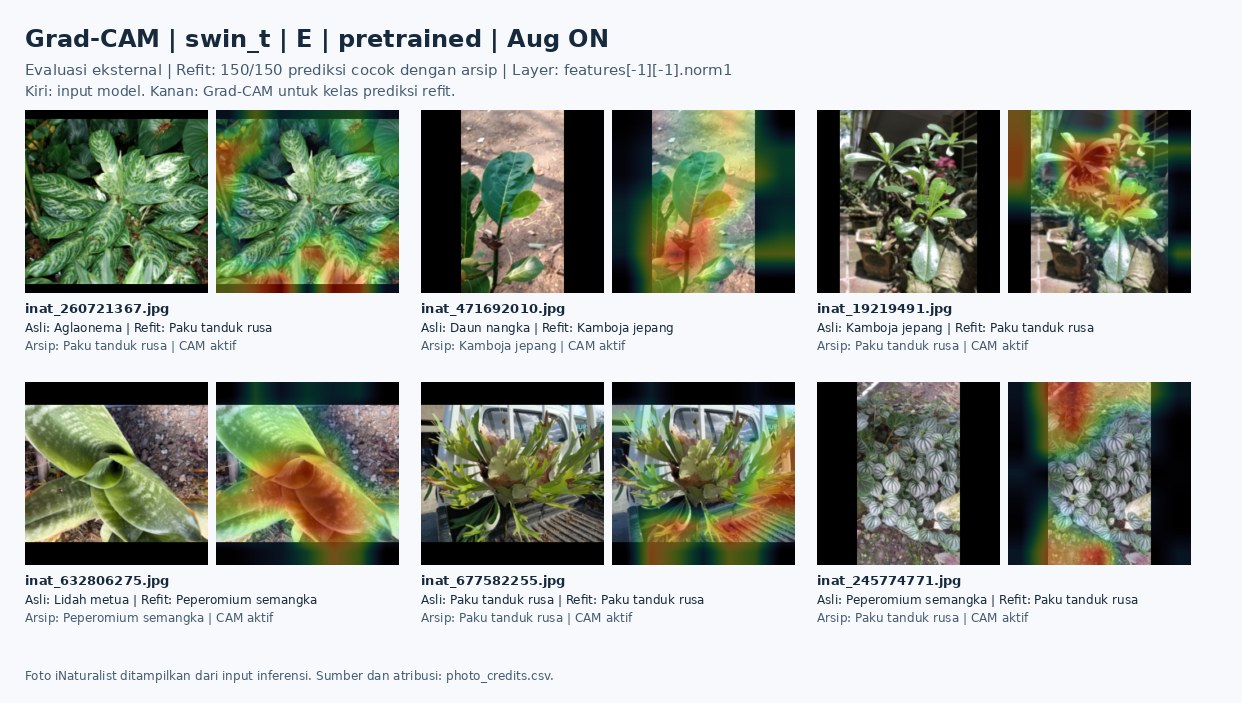 Grad-CAM | swin_t | E | pretrained | Aug ON
Evaluasi eksternal | Refit: 150/150 prediksi cocok dengan arsip | Layer: features[-1][-1].norm1
Kiri: input model. Kanan: Grad-CAM untuk kelas prediksi refit.
inat_260721367.jpg
Asli: Aglaonema | Refit: Paku tanduk rusa
Arsip: Paku tanduk rusa | CAM aktif
inat_471692010.jpg
Asli: Daun nangka | Refit: Kamboja jepang
Arsip: Kamboja jepang | CAM aktif
inat_19219491.jpg
Asli: Kamboja jepang | Refit: Paku tanduk rusa
Arsip: Paku tanduk rusa | CAM aktif
inat_632806275.jpg
Asli: Lidah metua | Refit: Peperomium semangka
Arsip: Peperomium semangka | CAM aktif
inat_677582255.jpg
Asli: Paku tanduk rusa | Refit: Paku tanduk rusa
Arsip: Paku tanduk rusa | CAM aktif
inat_245774771.jpg
Asli: Peperomium semangka | Refit: Paku tanduk rusa
Arsip: Paku tanduk rusa | CAM aktif
Foto iNaturalist ditampilkan dari input inferensi. Sumber dan atribusi: photo_credits.csv.